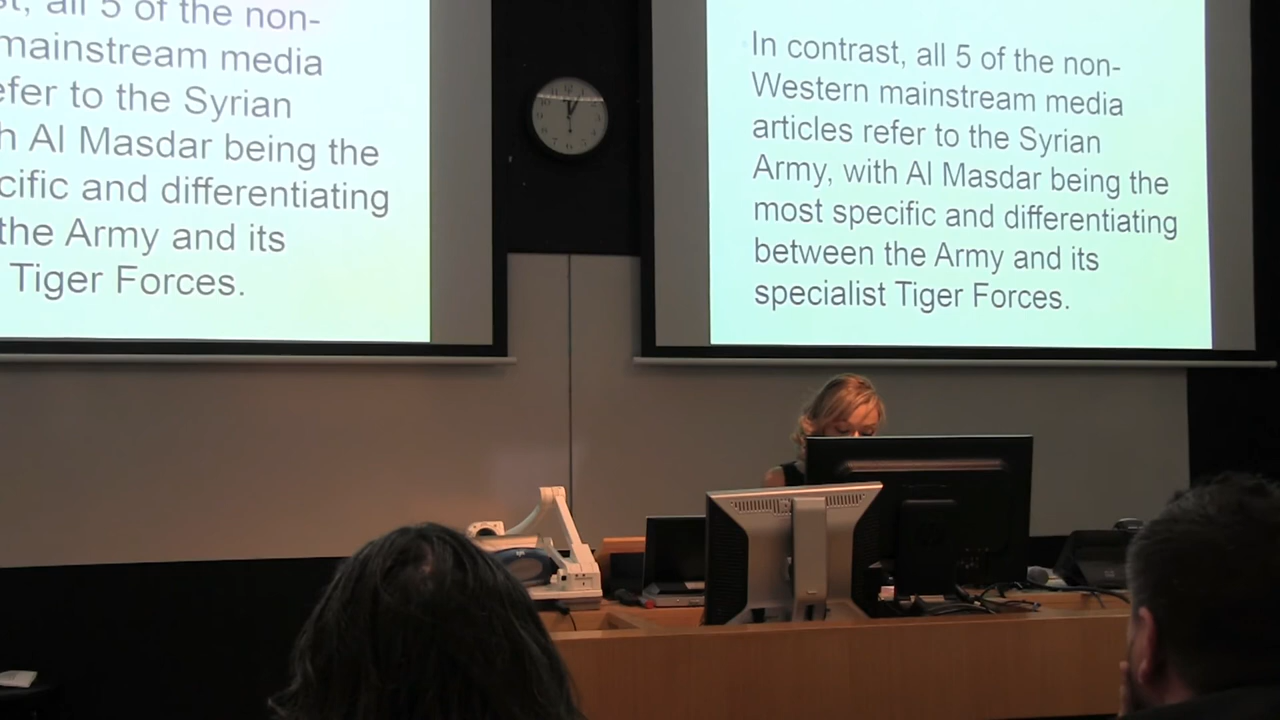 st, all 5 of the non-
mainstream media
efer to the Syrian
h Al Masdar being the
cific and differentiating
the Army and its
Tiger Forces.
In contrast, all 5 of the non-
Western mainstream media
articles refer to the Syrian
Army, with Al Masdar being the
most specific and differentiating
between the Army and its
specialist Tiger Forces.